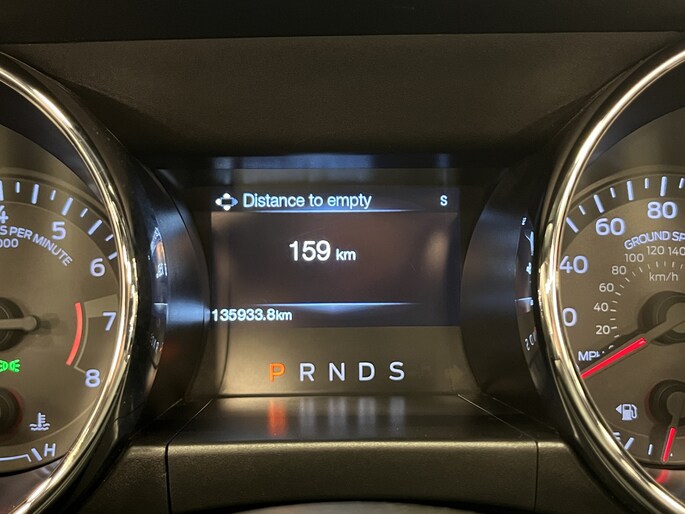 Distance to empty S
159 km
135933.8km
P R N D S
4 5 6 7 8
S PER MINUTE
000
H
40 60 80
GROUND SP
20 40 60 80 100 120 140
km/h
MPH
E